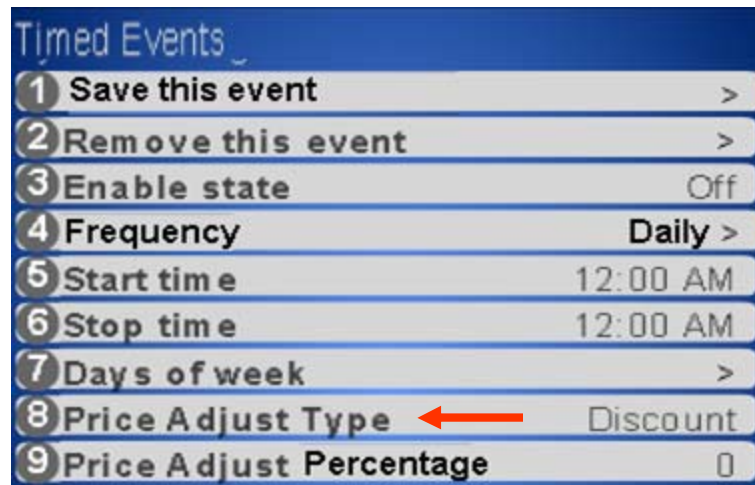 Timed Events
1 Save this event >
2 Remove this event >
3 Enable state Off
4 Frequency Daily >
5 Start time 12:00 AM
6 Stop time 12:00 AM
7 Days of week >
8 Price Adjust Type Discount
9 Price Adjust Percentage 0